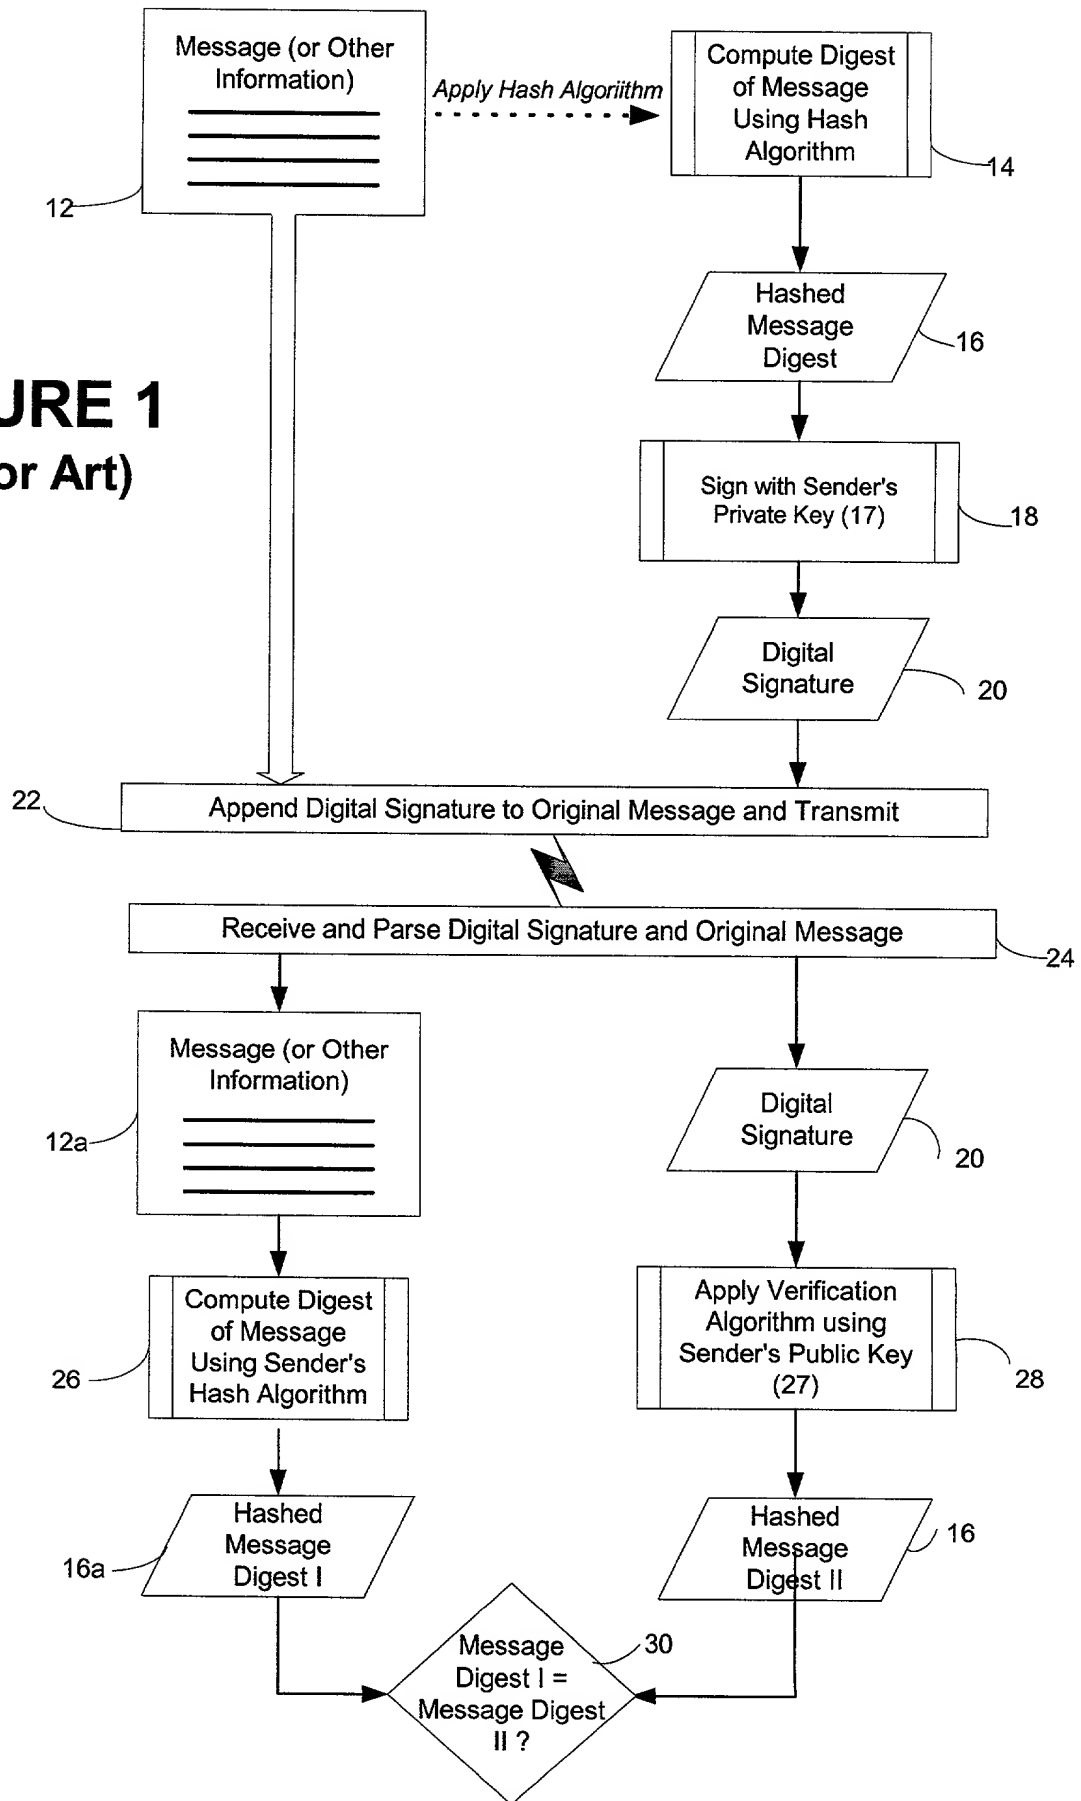 Message (or Other
Information)
Apply Hash Algoriithm
Compute Digest
of Message
Using Hash
Algorithm
14
12
Hashed
Message
Digest
16
URE 1
or Art)
Sign with Sender's
Private Key (17)
18
Digital
Signature
20
22
Append Digital Signature to Original Message and Transmit
Receive and Parse Digital Signature and Original Message
24
Message (or Other
Information)
12a
Digital
Signature
20
Compute Digest
of Message
Using Sender's
Hash Algorithm
26
Apply Verification
Algorithm using
Sender's Public Key
(27)
28
Hashed
Message
Digest I
16a
Hashed
Message
Digest II
16
Message
Digest I =
Message Digest
II ?
30